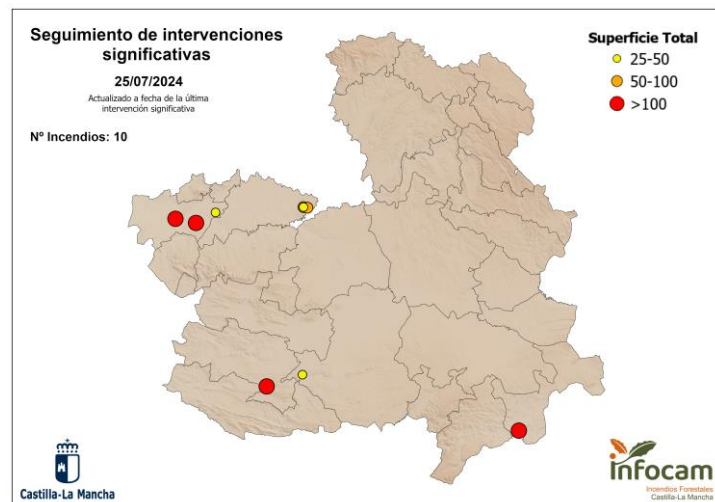 Seguimiento de intervenciones
significativas
25/07/2024
Actualizado a fecha de la última
intervención significativa
Nº Incendios: 10
Superficie Total
25-50
50-100
>100
Castilla-La Mancha
infocam
Incendios Forestales
Castilla-La Mancha